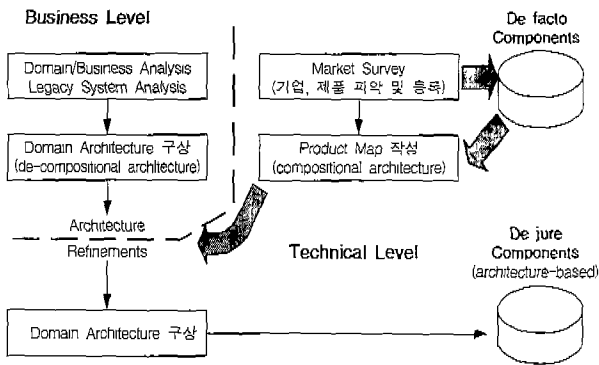 Business Level
De facto
Components
Domain/Business Analysis
Legacy System Analysis
Market Survey
(기업, 제품 피악 및 등록)
Domain Architecture 구상
(de-compositional architecture)
Product Map 작성
(compositional architecture)
Architecture
Refinements
Technical Level
De jure
Components
(architecture-based)
Domain Architecture 구상